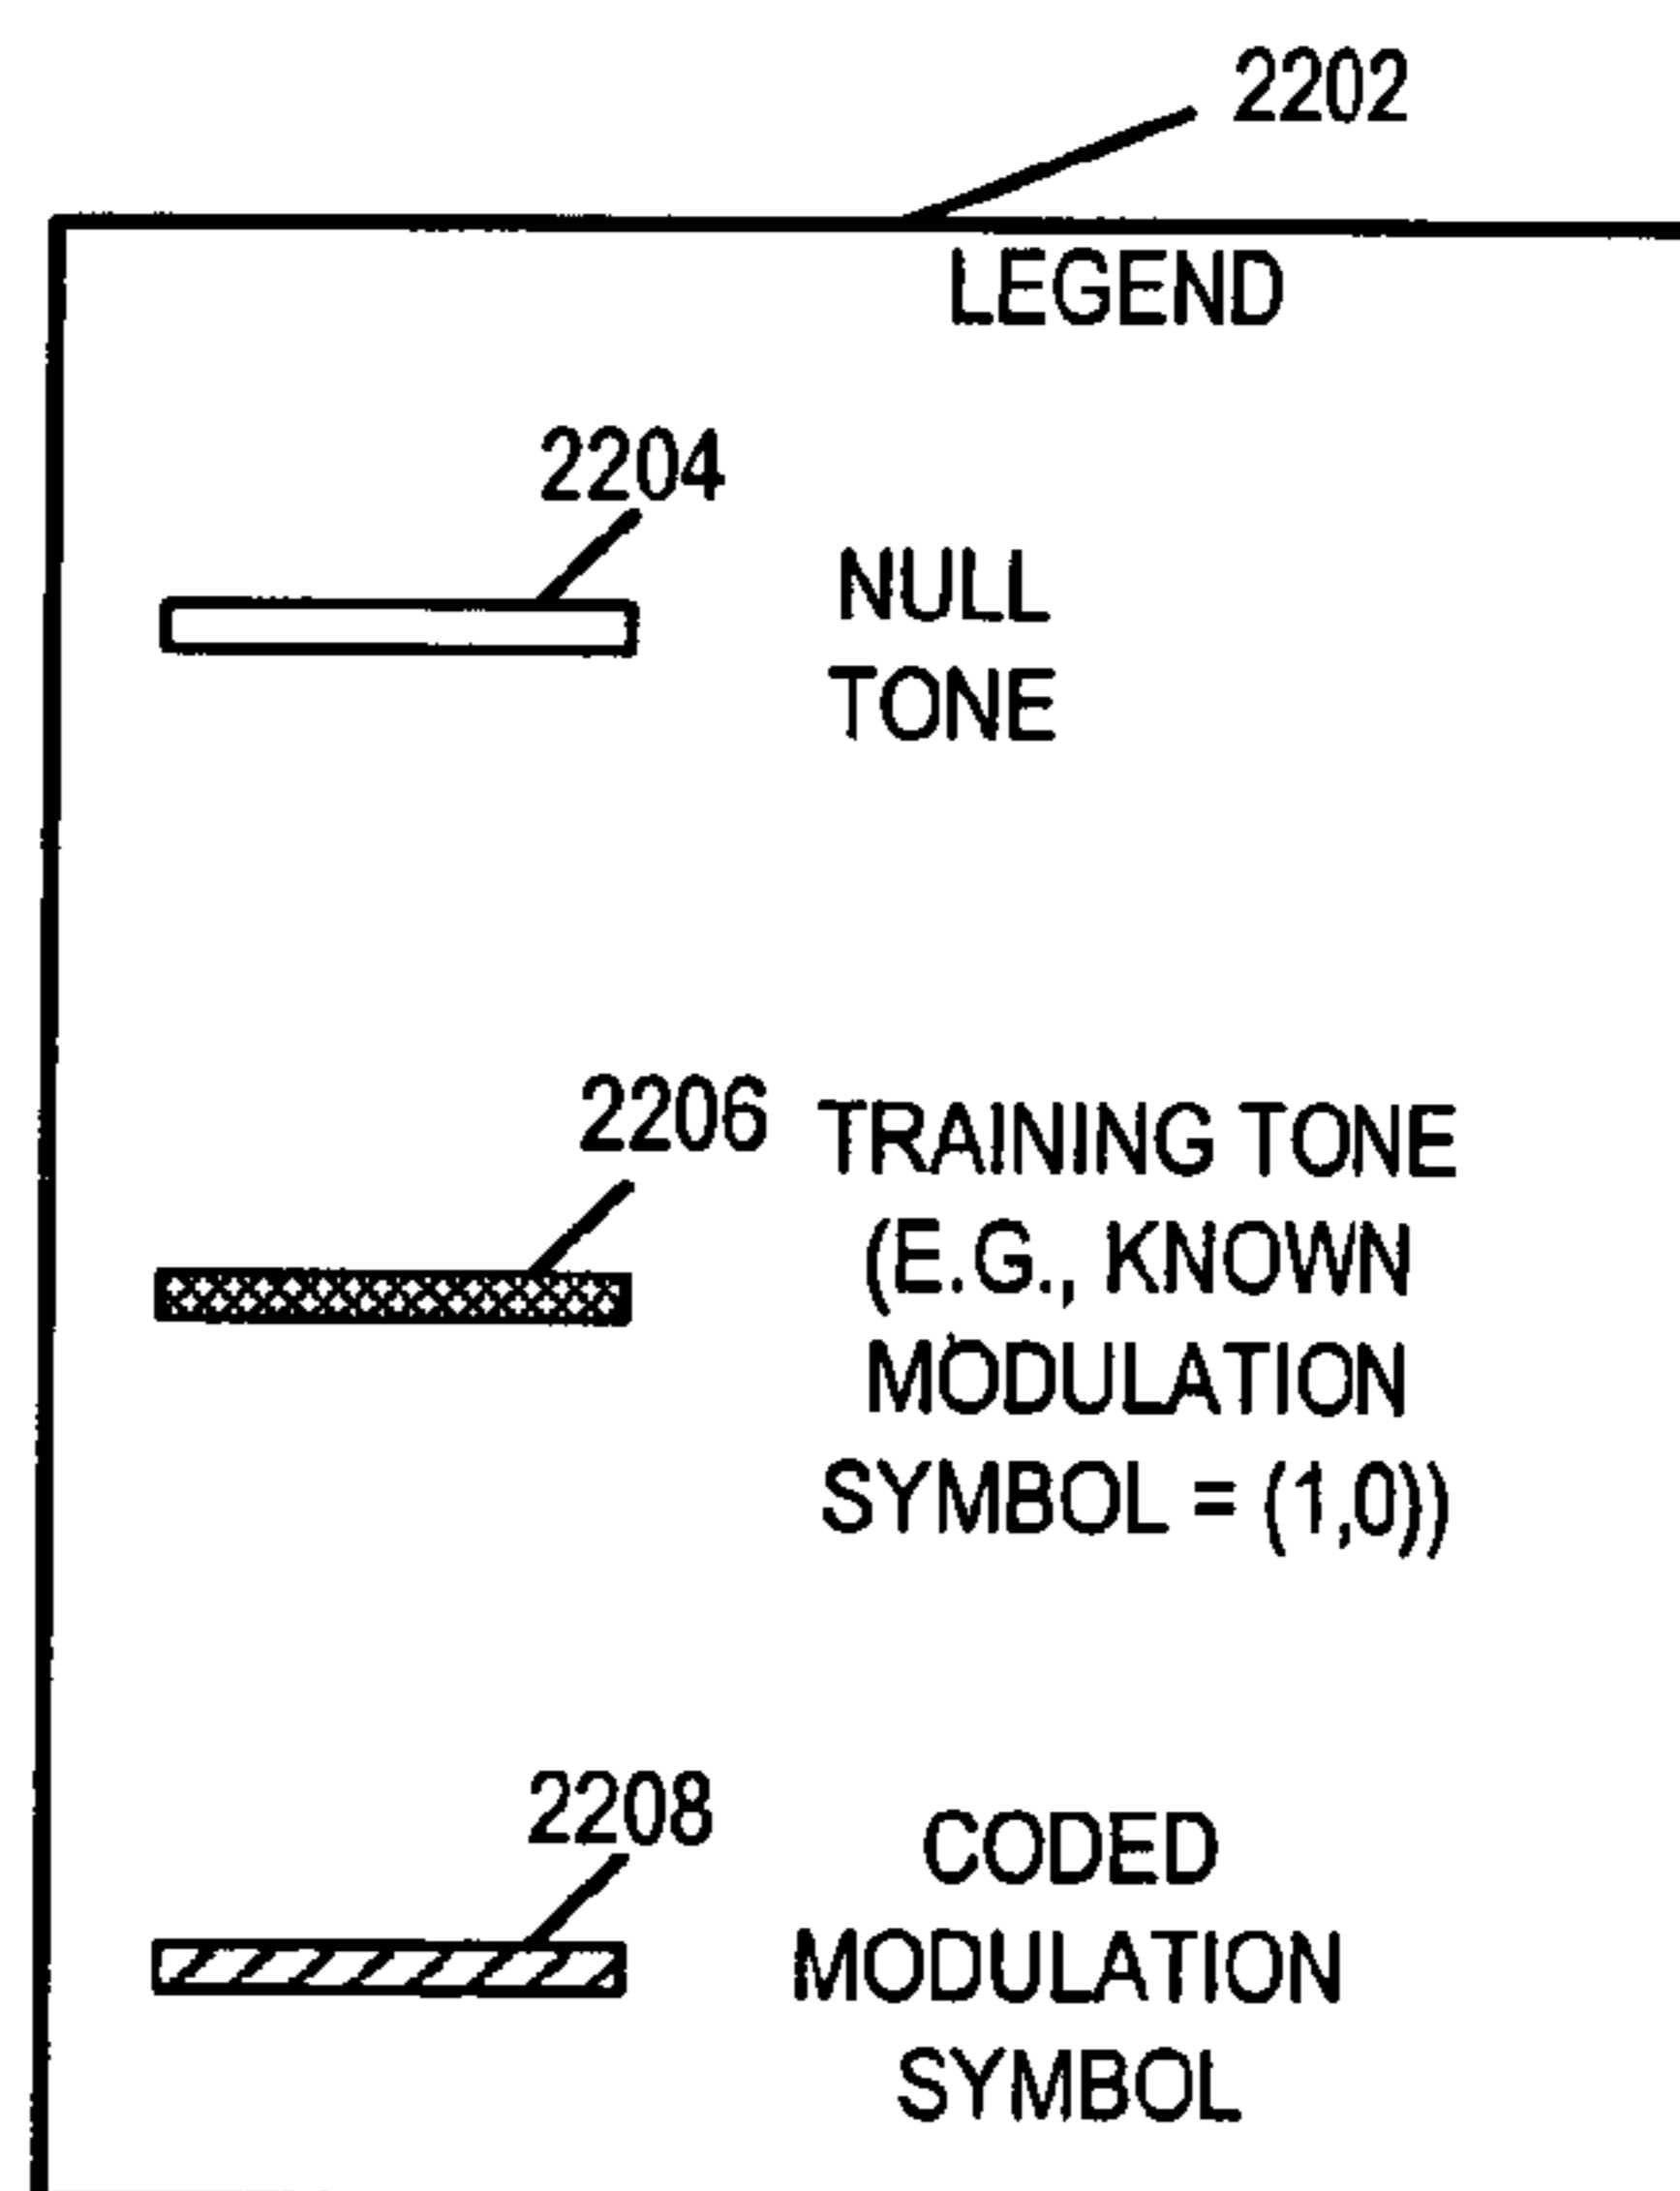 2202
LEGEND
2204
NULL
TONE
2206
TRAINING TONE
(E.G., KNOWN
MODULATION
SYMBOL = (1,0))
2208
CODED
MODULATION
SYMBOL